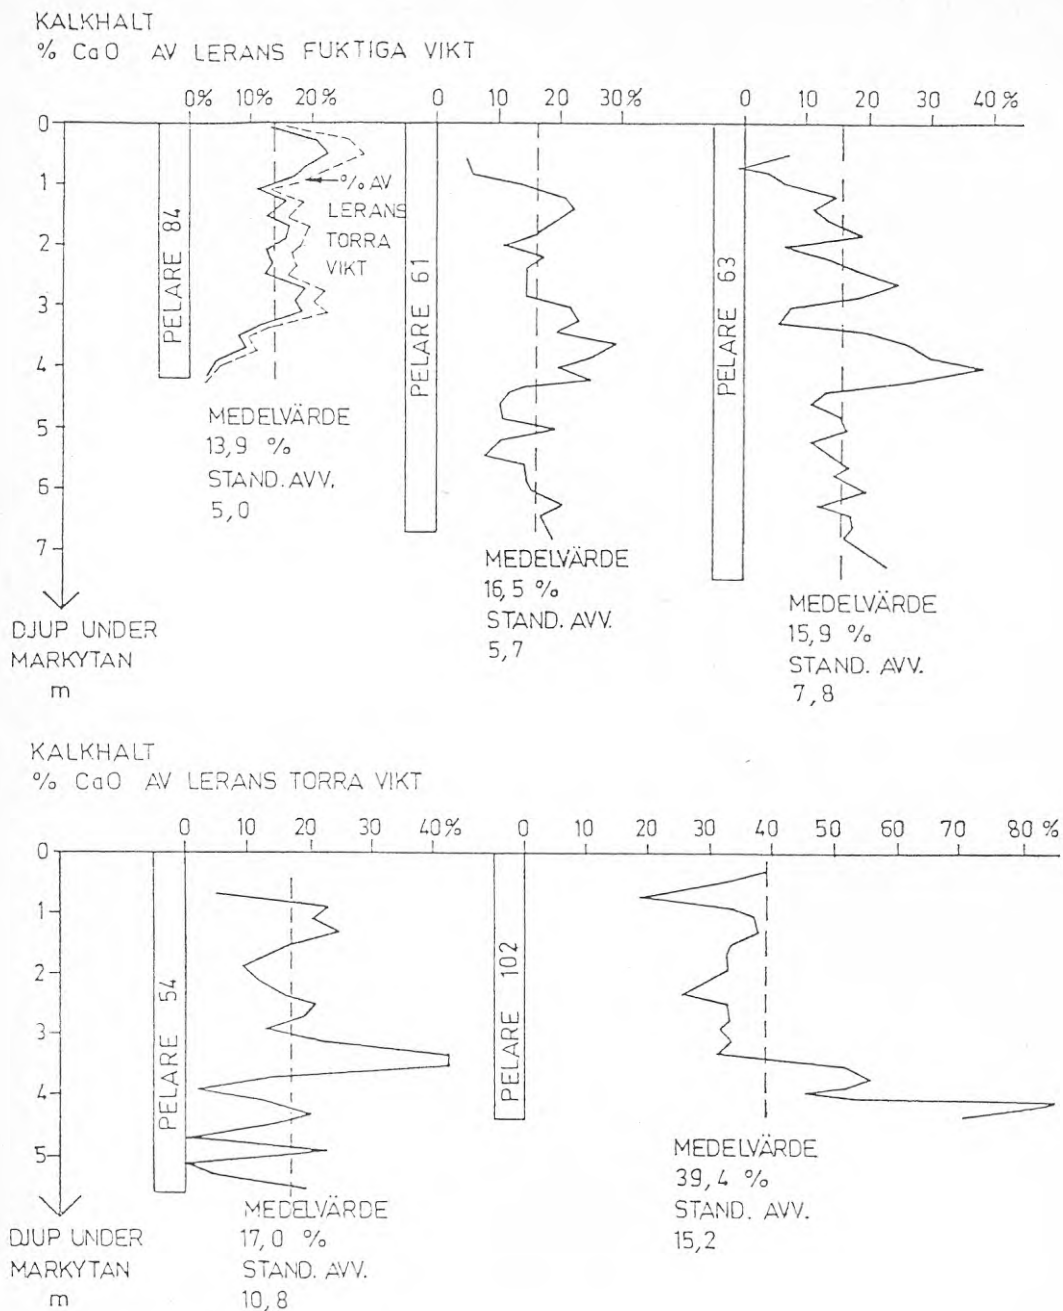 KALKHALT
% CaO AV LERANS FUKTIGA VIKT
0% 10% 20% 0 10 20 30% 0 10 20 30 40%
0
1
2
3
4
5
6
7
PELARE 84
% AV
LERANS
TORRA
VIKT
MEDELVÄRDE
13,9 %
STAND. AVV.
5,0
PELARE 61
MEDELVÄRDE
16,5 %
STAND. AVV.
5,7
PELARE 63
MEDELVÄRDE
15,9 %
STAND. AVV.
7,8
DJUP UNDER
MARKYTAN
m
KALKHALT
% CaO AV LERANS TORRA VIKT
0 10 20 30 40% 0 20 30 40 50 60 70 80%
0
1
2
3
4
5
PELARE 54
MEDELVÄRDE
17,0 %
STAND. AVV.
10,8
PELARE 102
MEDELVÄRDE
39,4 %
STAND. AVV.
15,2
DJUP UNDER
MARKYTAN
m